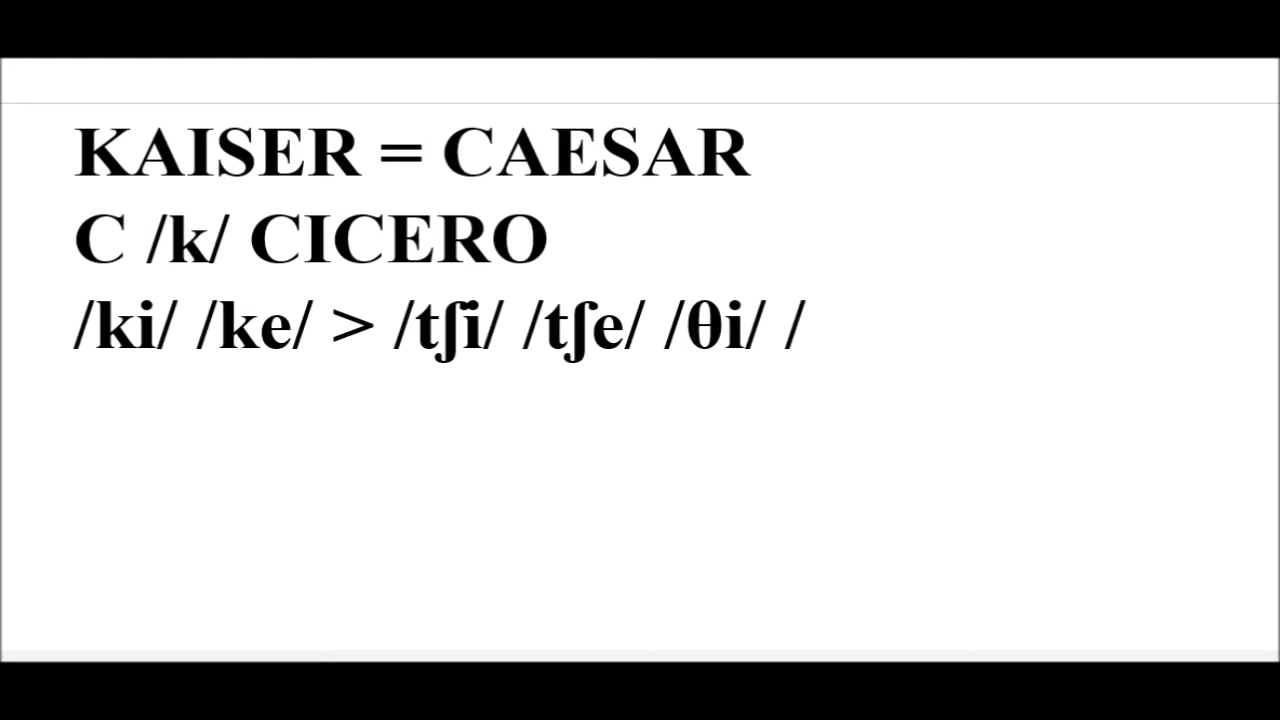 KAISER = CAESAR
C /k/ CICERO
/ki/ /ke/ > /tʃi/ /tʃe/ /θi/ /